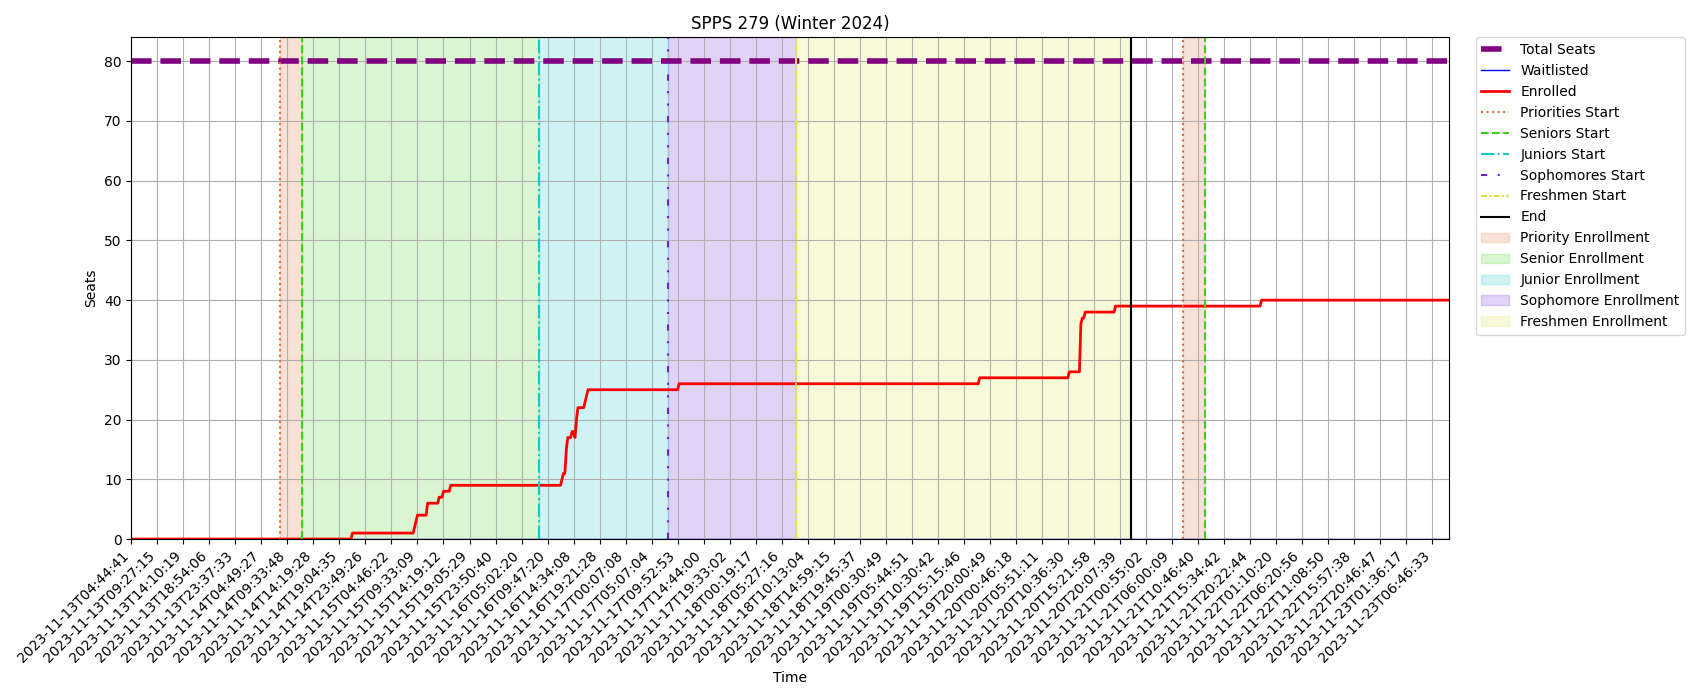 SPPS 279 (Winter 2024)
Total Seats
Waitlisted
Enrolled
Priorities Start
Seniors Start
Juniors Start
Sophomores Start
Freshmen Start
End
Priority Enrollment
Senior Enrollment
Junior Enrollment
Sophomore Enrollment
Freshmen Enrollment
Seats
80
70
60
50
40
30
20
10
0
2023-11-13T04:44:41
2023-11-13T09:27:15
2023-11-13T14:10:19
2023-11-13T18:54:06
2023-11-13T23:37:33
2023-11-14T04:49:27
2023-11-14T09:33:48
2023-11-14T14:19:28
2023-11-14T19:04:35
2023-11-14T23:49:26
2023-11-15T04:46:22
2023-11-15T09:33:09
2023-11-15T14:19:12
2023-11-15T19:05:29
2023-11-15T23:50:40
2023-11-16T05:02:20
2023-11-16T09:47:20
2023-11-16T14:34:08
2023-11-16T19:21:28
2023-11-17T00:07:08
2023-11-17T05:07:04
2023-11-17T09:52:53
2023-11-17T14:44:00
2023-11-17T19:33:02
2023-11-18T00:19:17
2023-11-18T05:27:16
2023-11-18T10:13:04
2023-11-18T14:59:15
2023-11-18T19:45:37
2023-11-19T00:30:49
2023-11-19T05:44:51
2023-11-19T10:30:42
2023-11-19T15:15:46
2023-11-19T20:00:49
2023-11-20T00:46:18
2023-11-20T05:51:11
2023-11-20T10:36:30
2023-11-20T15:21:58
2023-11-20T20:07:39
2023-11-21T00:55:02
2023-11-21T06:00:09
2023-11-21T10:46:40
2023-11-21T15:34:42
2023-11-21T20:22:44
2023-11-22T01:10:20
2023-11-22T06:20:56
2023-11-22T11:08:50
2023-11-22T15:57:38
2023-11-22T20:46:47
2023-11-23T01:36:17
2023-11-23T06:46:33
Time